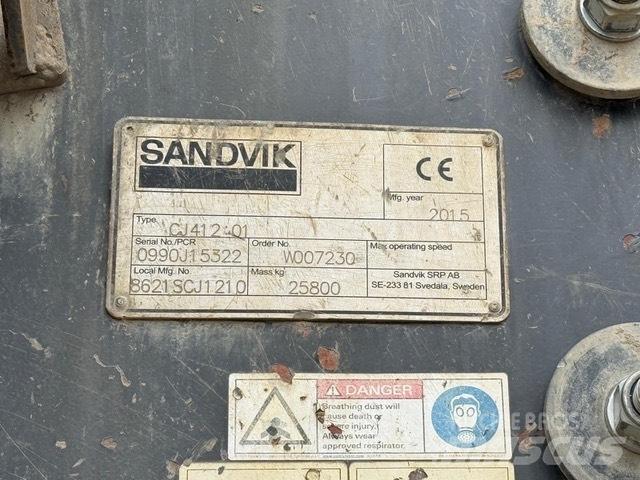 SANDVIK
CE
Mfg. year
2015
Type
CJ412:01
Serial No./PCR
Order No.
Max operating speed
0990J15322
W007230
Local Mfg. No
Mass kg
Sandvik SRP AB
8621SCJ1210
25800
SE-233 81 Svedala, Sweden
DANGER
Breathing dust will
cause death or
severe injury.
Always wear
approved respirator.